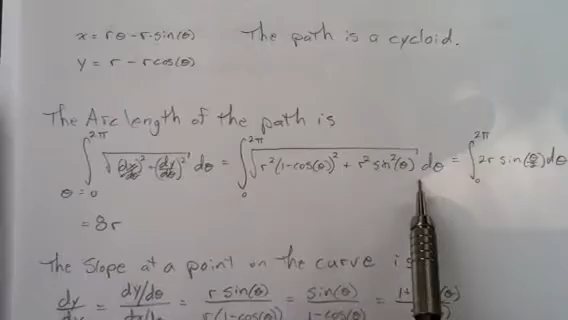 x = rθ - r·sin(θ)    The path is a cycloid.
y = r - rcos(θ)
The Arc length of the path is
∫_{θ=0}^{2π} √((dx/dθ)² + (dy/dθ)²) dθ = ∫_0^{2π} √(r²(1-cos(θ))² + r² sin²(θ)) dθ = ∫_0^{2π} 2r sin(θ/2) dθ
= 8r
The Slope at a point on the curve is
dy/dx = (dy/dθ)/(dx/dθ) = r sin(θ)/r(1-cos(θ)) = sin(θ)/1-cos(θ) =